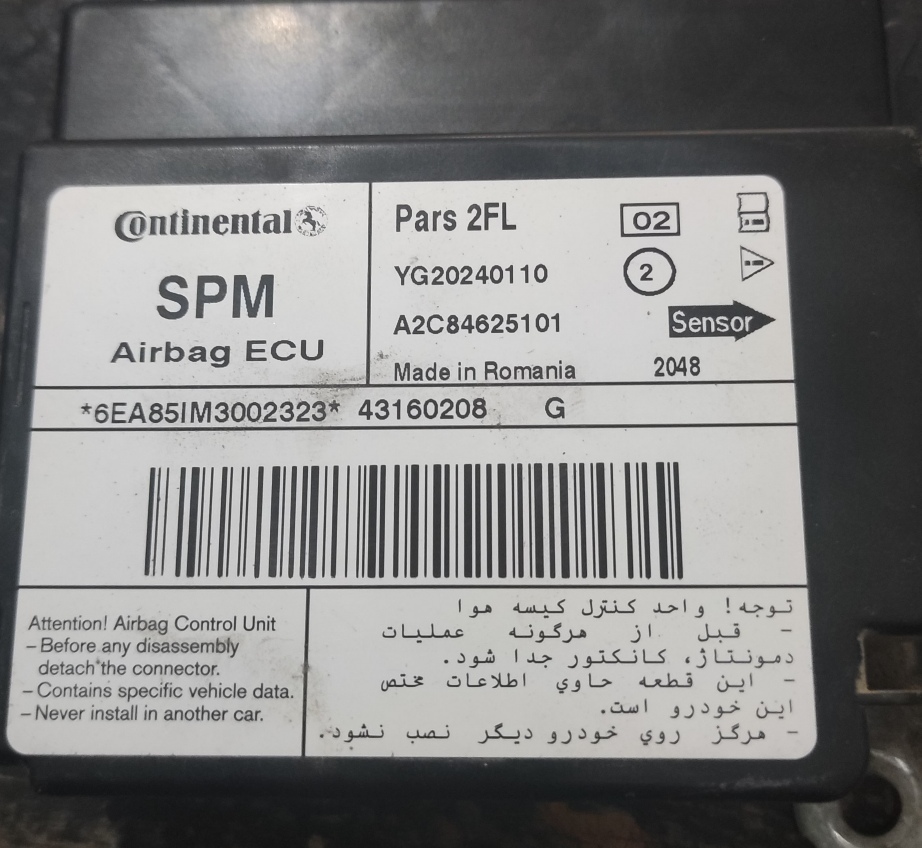 Continental
SPM
Airbag ECU
Pars 2FL
02
YG20240110
2
A2C84625101
Sensor
Made in Romania
2048
*6EA85IM3002323* 43160208 G
Attention! Airbag Control Unit
– Before any disassembly
detach the connector.
– Contains specific vehicle data.
– Never install in another car.
توجه! واحد کنترل کیسه هوا
– قبل از هرگونه عملیات
دمونتاژ، کانکتور جدا شود.
– این قطعه حاوي اطلاعات مختص
این خودرو است.
– هرگز روي خودرو دیگر نصب نشود.